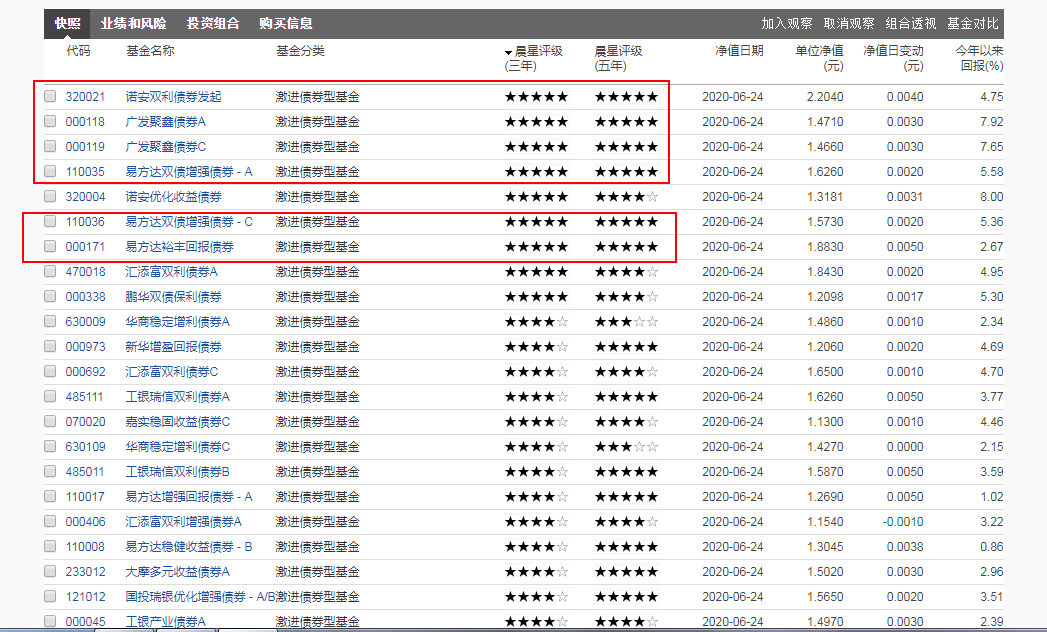 快照 业绩和风险 投资组合 购买信息 加入观察 取消观察 组合透视 基金对比
代码 基金名称 基金分类 晨星评级 (三年) 晨星评级 (五年) 净值日期 单位净值 (元) 净值日变动 (元) 今年以来 回报(%)
320021 诺安双利债券发起 激进债券型基金 ★★★★★ ★★★★★ 2020-06-24 2.2040 0.0040 4.75
000118 广发聚鑫债券A 激进债券型基金 ★★★★★ ★★★★★ 2020-06-24 1.4710 0.0030 7.92
000119 广发聚鑫债券C 激进债券型基金 ★★★★★ ★★★★★ 2020-06-24 1.4660 0.0030 7.65
110035 易方达双债增强债券 - A 激进债券型基金 ★★★★★ ★★★★★ 2020-06-24 1.6260 0.0020 5.58
320004 诺安优化收益债券 激进债券型基金 ★★★★★ ★★★★☆ 2020-06-24 1.3181 0.0031 8.00
110036 易方达双债增强债券 - C 激进债券型基金 ★★★★★ ★★★★★ 2020-06-24 1.5730 0.0020 5.36
000171 易方达裕丰回报债券 激进债券型基金 ★★★★★ ★★★★★ 2020-06-24 1.8830 0.0050 2.67
470018 汇添富双利债券A 激进债券型基金 ★★★★★ ★★★★☆ 2020-06-24 1.8430 0.0020 4.95
000338 鹏华双债保利债券 激进债券型基金 ★★★★★ ★★★★☆ 2020-06-24 1.2098 0.0017 5.30
630009 华商稳定增利债券A 激进债券型基金 ★★★★☆ ★★★☆☆ 2020-06-24 1.4860 0.0010 2.34
000973 新华增盈回报债券 激进债券型基金 ★★★★☆ ★★★★★ 2020-06-24 1.2060 0.0020 4.69
000692 汇添富双利债券C 激进债券型基金 ★★★★☆ ★★★★☆ 2020-06-24 1.6500 0.0010 4.70
485111 工银瑞信双利债券A 激进债券型基金 ★★★★☆ ★★★★★ 2020-06-24 1.6260 0.0050 3.77
070020 嘉实稳固收益债券C 激进债券型基金 ★★★★☆ ★★★★☆ 2020-06-24 1.1300 0.0010 4.46
630109 华商稳定增利债券C 激进债券型基金 ★★★★☆ ★★★☆☆ 2020-06-24 1.4270 0.0000 2.15
485011 工银瑞信双利债券B 激进债券型基金 ★★★★☆ ★★★★★ 2020-06-24 1.5870 0.0050 3.59
110017 易方达增强回报债券 - A 激进债券型基金 ★★★★☆ ★★★★★ 2020-06-24 1.2690 0.0050 1.02
000406 汇添富双利增强债券A 激进债券型基金 ★★★★☆ ★★★★☆ 2020-06-24 1.1540 -0.0010 3.22
110008 易方达稳健收益债券 - B 激进债券型基金 ★★★★☆ ★★★★★ 2020-06-24 1.3045 0.0038 0.86
233012 大摩多元收益债券A 激进债券型基金 ★★★★☆ ★★★★★ 2020-06-24 1.5020 0.0030 2.96
121012 国投瑞银优化增强债券 - A/B 激进债券型基金 ★★★★☆ ★★★★★ 2020-06-24 1.5650 0.0020 3.51
000045 工银产业债券A 激进债券型基金 ★★★★☆ ★★★★☆ 2020-06-24 1.4970 0.0030 2.39